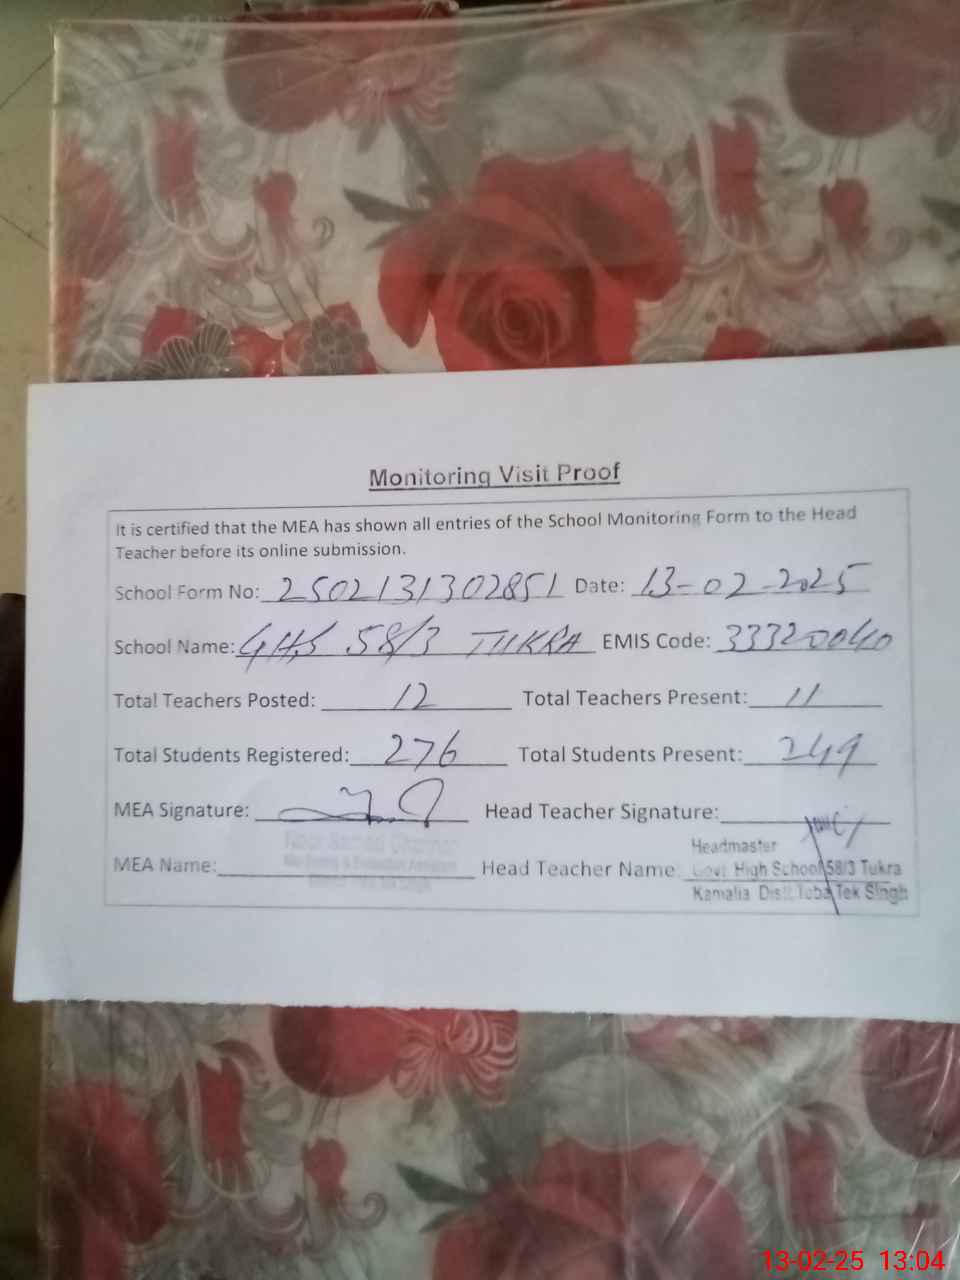 Monitoring Visit Proof
It is certified that the MEA has shown all entries of the School Monitoring Form to the Head
Teacher before its online submission.
School Form No: 2502131302851 Date: 13-02-2025
School Name: GHS 58/3 TUKRA EMIS Code: 33320040
Total Teachers Posted: 12 Total Teachers Present: 11
Total Students Registered: 276 Total Students Present: 249
MEA Signature: Head Teacher Signature:
Headmaster
MEA Name: Head Teacher Name: Govt High School 58/3 Tukra
Kamalia Distt Toba Tek Singh
13-02-25 13:04